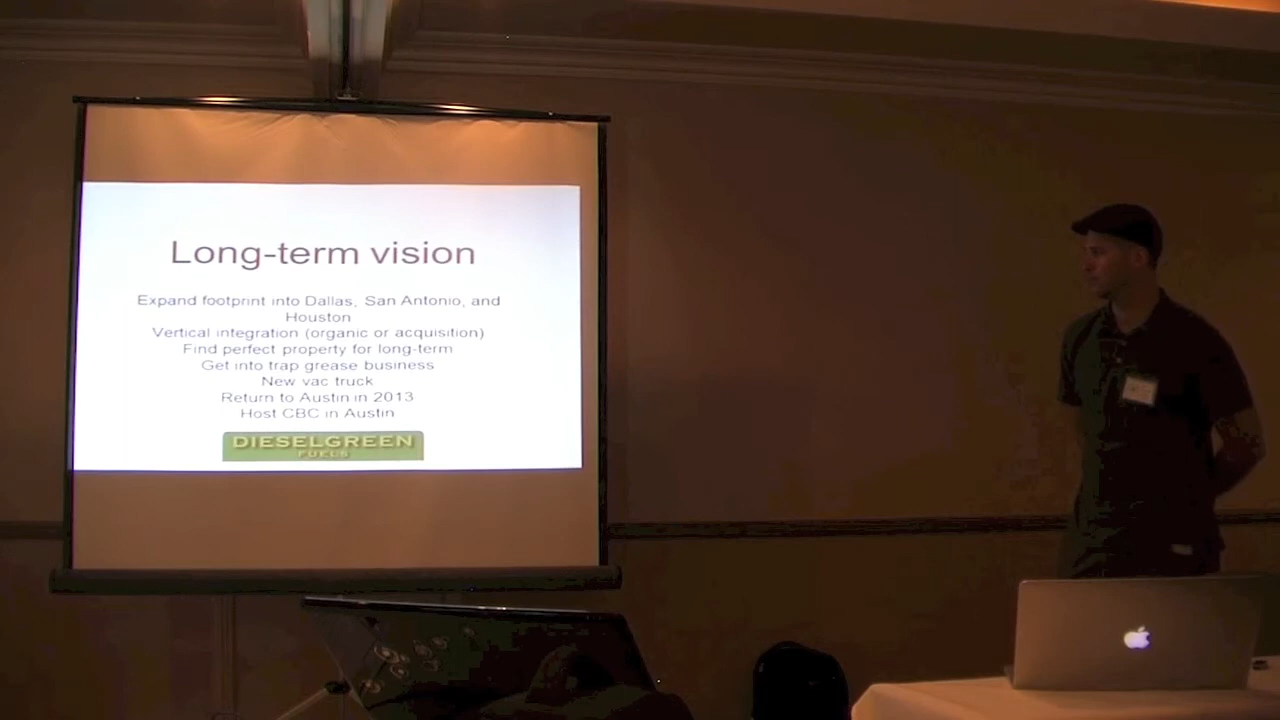 Long-term vision
Expand footprint into Dallas, San Antonio, and
Houston
Vertical integration (organic or acquisition)
Find perfect property for long-term
Get into trap grease business
New vac truck
Return to Austin in 2013
Host CBC in Austin
DIESELGREEN
FUELS